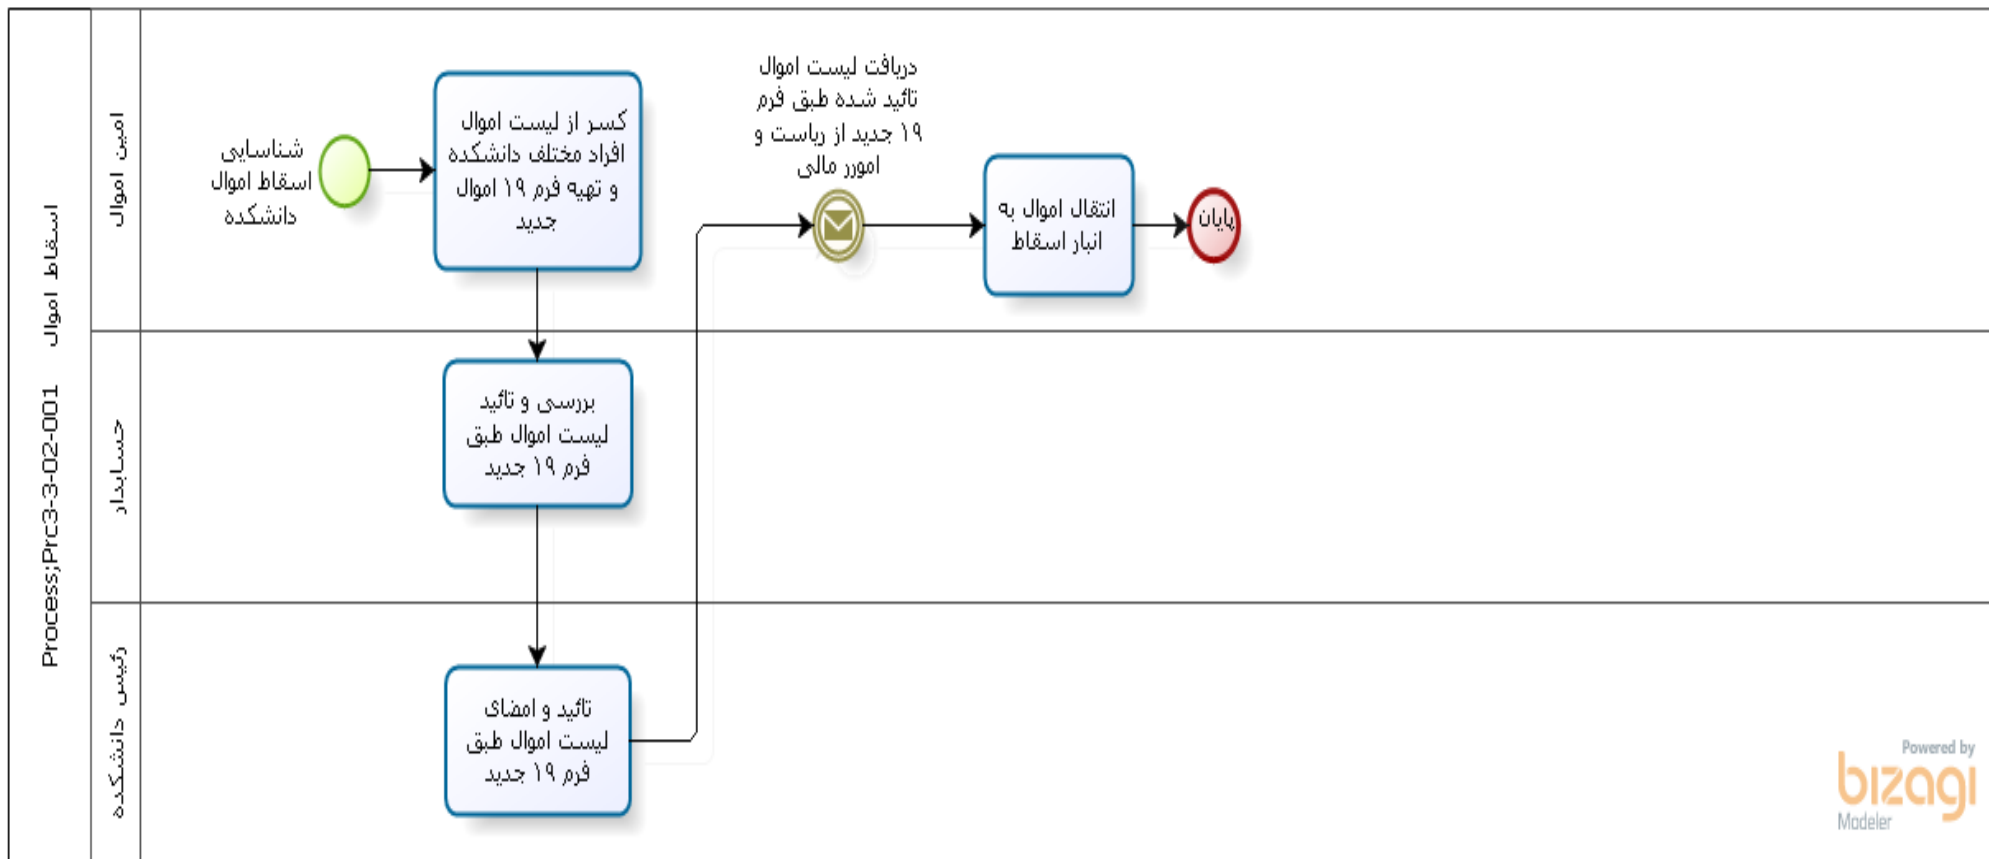 Process;Prc3-3-02-001 اسقاط اموال
امین اموال
شناسایی
اسقاط اموال
دانشکده
کسر از لیست اموال
افراد مختلف دانشکده
و تهیه فرم ۱۹ اموال
جدید
دریافت لیست اموال
تائید شده طبق فرم
۱۹ جدید از ریاست و
امورر مالی
انتقال اموال به
انبار اسقاط
پایان
حسابدار
بررسی و تائید
لیست اموال طبق
فرم ۱۹ جدید
رئیس دانشکده
تائید و امضای
لیست اموال طبق
فرم ۱۹ جدید
Powered by
bizagi
Modeler